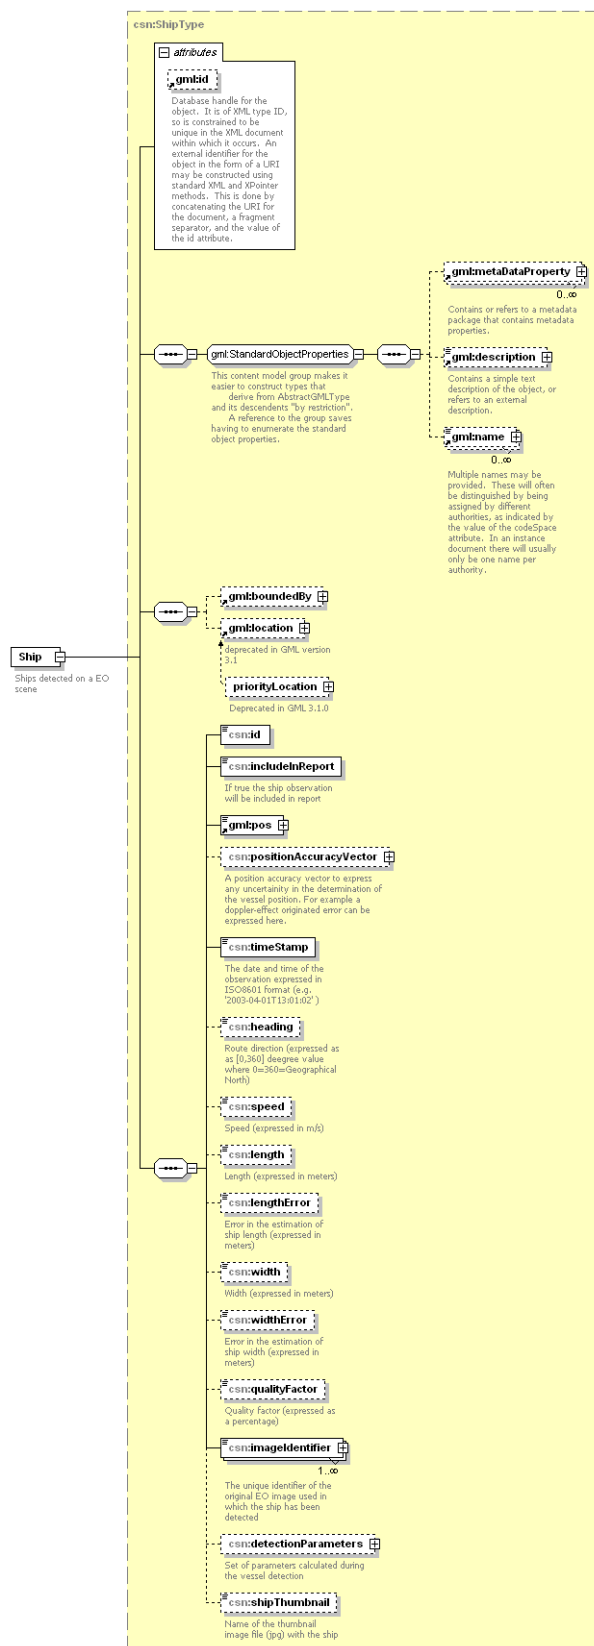 csn:ShipType
attributes
gml:id
Database handle for the
object.  It is of XML type ID,
so is constrained to be
unique in the XML document
within which it occurs.  An
external identifier for the
object in the form of a URI
may be constructed using
standard XML and XPointer
methods.  This is done by
concatenating the URI for
the document, a fragment
separator, and the value of
the id attribute.
gml:metaDataProperty
0..∞
Contains or refers to a metadata
package that contains metadata
properties.
gml:StandardObjectProperties
This content model group makes it
easier to construct types that
derive from AbstractGMLType
and its descendents "by restriction".
A reference to the group saves
having to enumerate the standard
object properties.
gml:description
Contains a simple text
description of the object, or
refers to an external
description.
gml:name
0..∞
Multiple names may be
provided.  These will often
be distinguished by being
assigned by different
authorities, as indicated by
the value of the codeSpace
attribute.  In an instance
document there will usually
only be one name per
authority.
gml:boundedBy
gml:location
deprecated in GML version
3.1
Ship
Ships detected on a EO
scene
priorityLocation
Deprecated in GML 3.1.0
csn:id
csn:includeInReport
If true the ship observation
will be included in report
gml:pos
csn:positionAccuracyVector
A position accuracy vector to express
any uncertainity in the determination of
the vessel position. For example a
doppler-effect originated error can be
expressed here.
csn:timeStamp
The date and time of the
observation expressed in
ISO8601 format (e.g.
'2003-04-01T13:01:02' )
csn:heading
Route direction (expressed as
as [0,360] deegree value
where 0=360=Geographical
North)
csn:speed
Speed (expressed in m/s)
csn:length
Length (expressed in meters)
csn:lengthError
Error in the estimation of
ship length (expressed in
meters)
csn:width
Width (expressed in meters)
csn:widthError
Error in the estimation of
ship width (expressed in
meters)
csn:qualityFactor
Quality factor (expressed as
a percentage)
csn:imageIdentifier
1..∞
The unique identifier of the
original EO image used in
which the ship has been
detected
csn:detectionParameters
Set of parameters calculated during
the vessel detection
csn:shipThumbnail
Name of the thumbnail
image file (jpg) with the ship